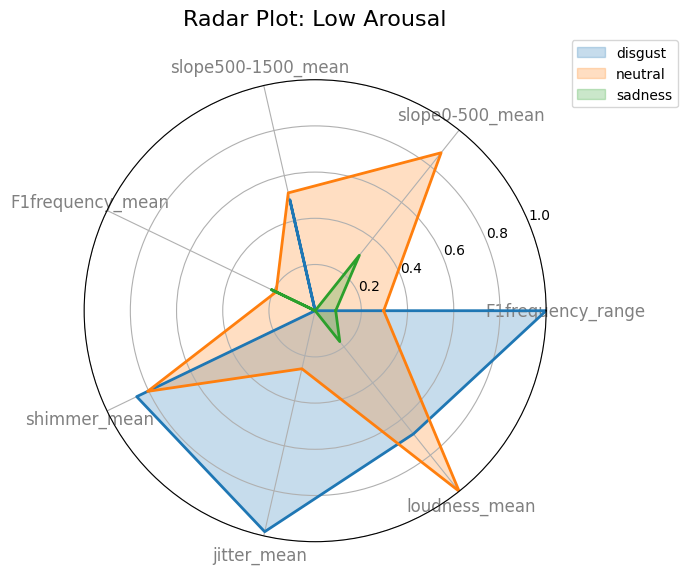 Radar Plot: Low Arousal
disgust
neutral
sadness
slope500-1500_mean
slope0-500_mean
F1frequency_mean
1.0
0.8
0.6
0.4
0.2
F1frequency_range
shimmer_mean
loudness_mean
jitter_mean